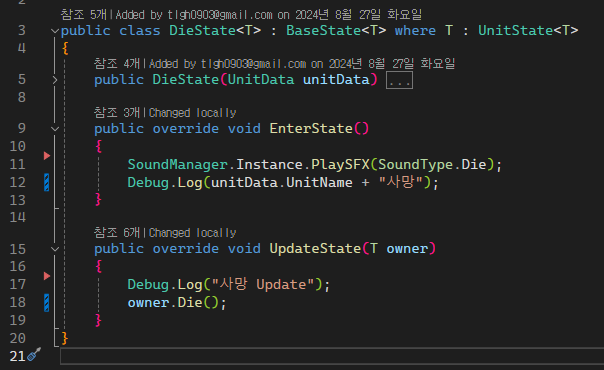 참조 5개|Added by tlgh0903@gmail.com on 2024년 8월 27일 화요일
3 public class DieState<T> : BaseState<T> where T : UnitState<T>
4 {
참조 4개|Added by tlgh0903@gmail.com on 2024년 8월 27일 화요일
5 public DieState(UnitData unitData) ...
8
참조 3개|Changed locally
9 public override void EnterState()
10 {
11 SoundManager.Instance.PlaySFX(SoundType.Die);
12 Debug.Log(unitData.UnitName + "사망");
13 }
14
참조 6개|Changed locally
15 public override void UpdateState(T owner)
16 {
17 Debug.Log("사망 Update");
18 owner.Die();
19 }
20 }
21